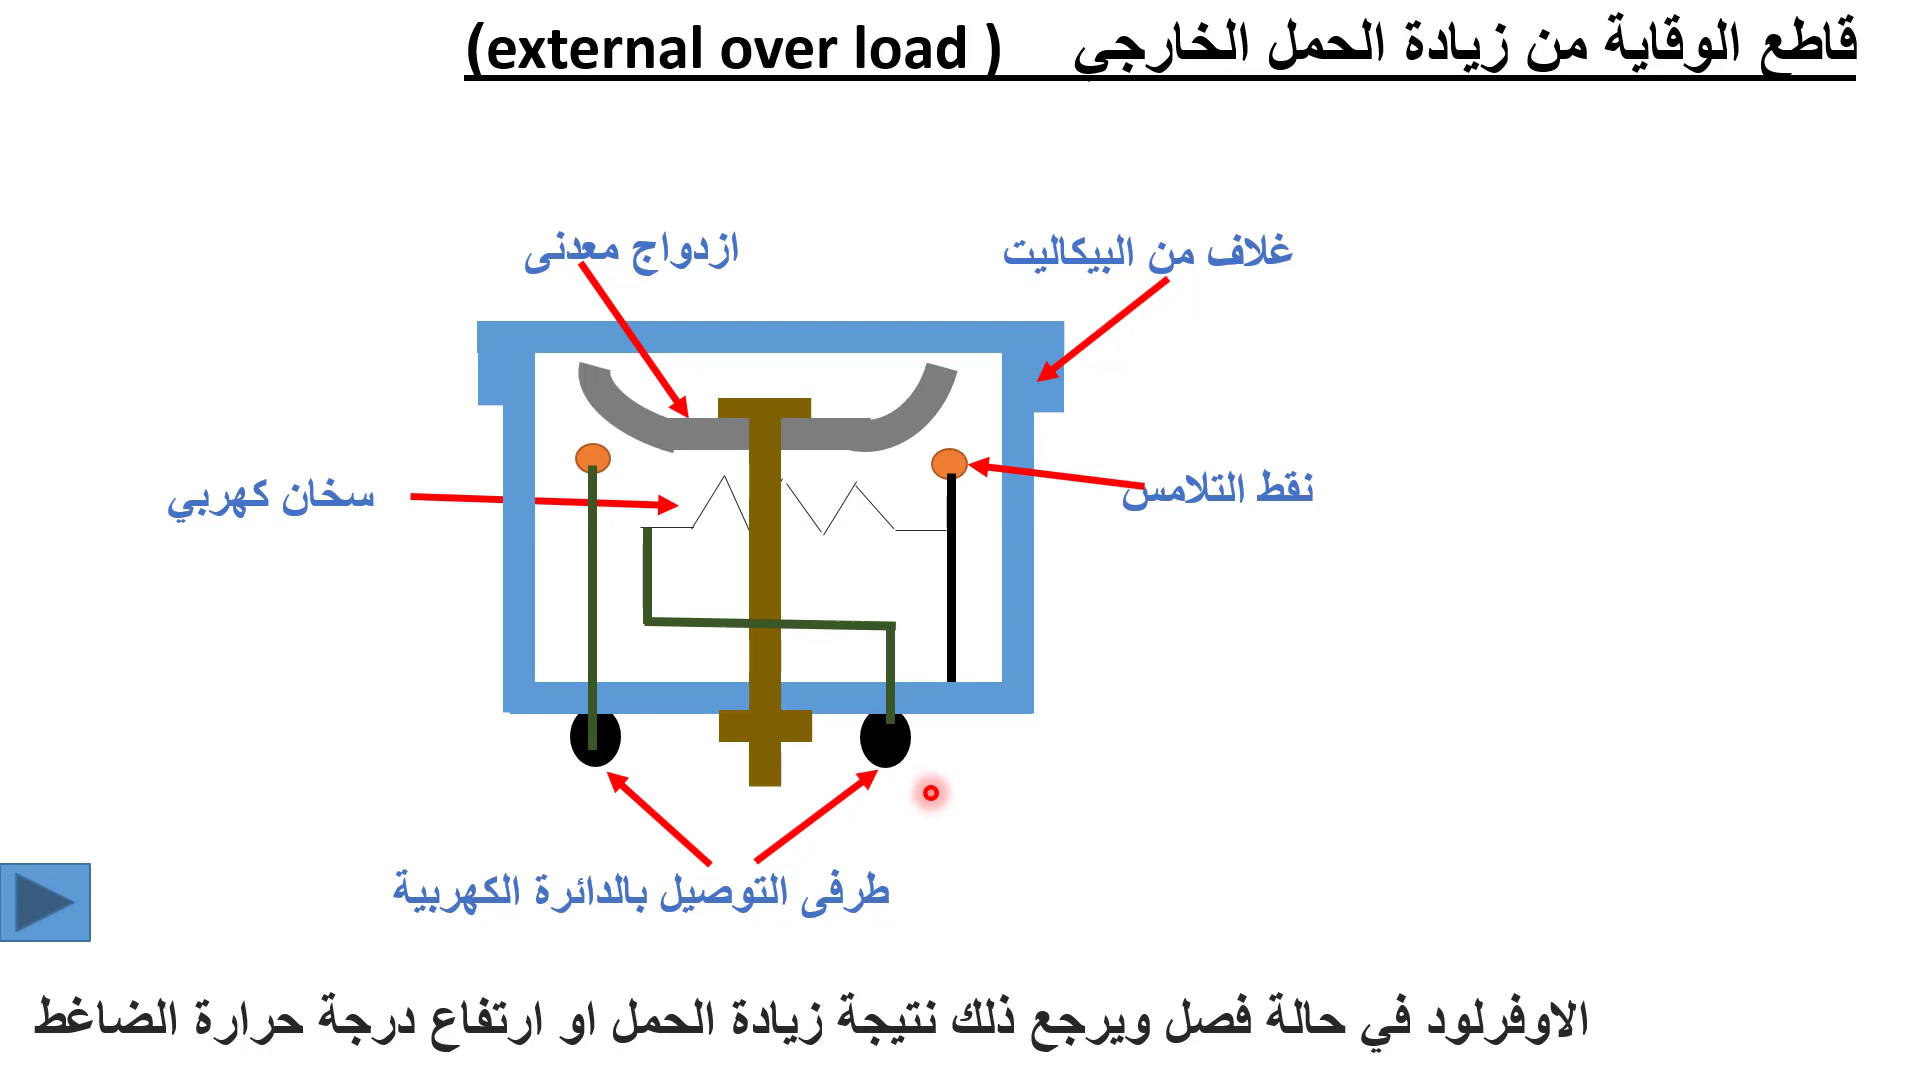 قاطع الوقاية من زيادة الحمل الخارجي (external over load )
ازدواج معدنى
غلاف من البيكاليت
سخان كهربي
نقط التلامس
طرفى التوصيل بالدائرة الكهربية
الاوفرلود في حالة فصل ويرجع ذلك نتيجة زيادة الحمل او ارتفاع درجة حرارة الضاغط